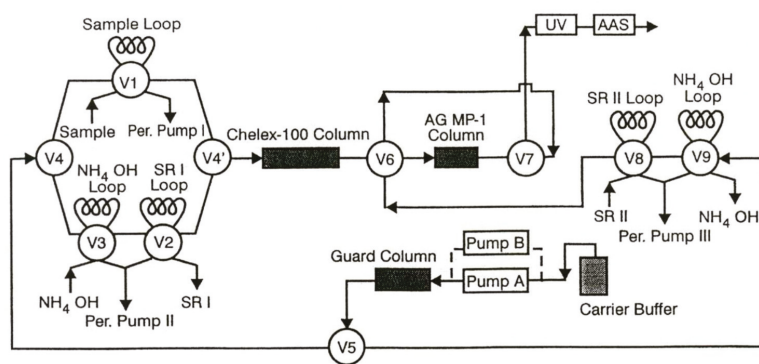 Sample Loop
UV
AAS
V1
NH4 OH
Loop
SR II Loop
AG MP-1
Column
Sample
Per. Pump I
Chelex-100 Column
V4
V4'
V6
V7
V8
V9
NH4 OH
Loop
SR I
Loop
SR II
NH4 OH
Per. Pump III
V3
V2
Pump B
Guard Column
Pump A
NH4 OH
SR I
Per. Pump II
Carrier Buffer
V5